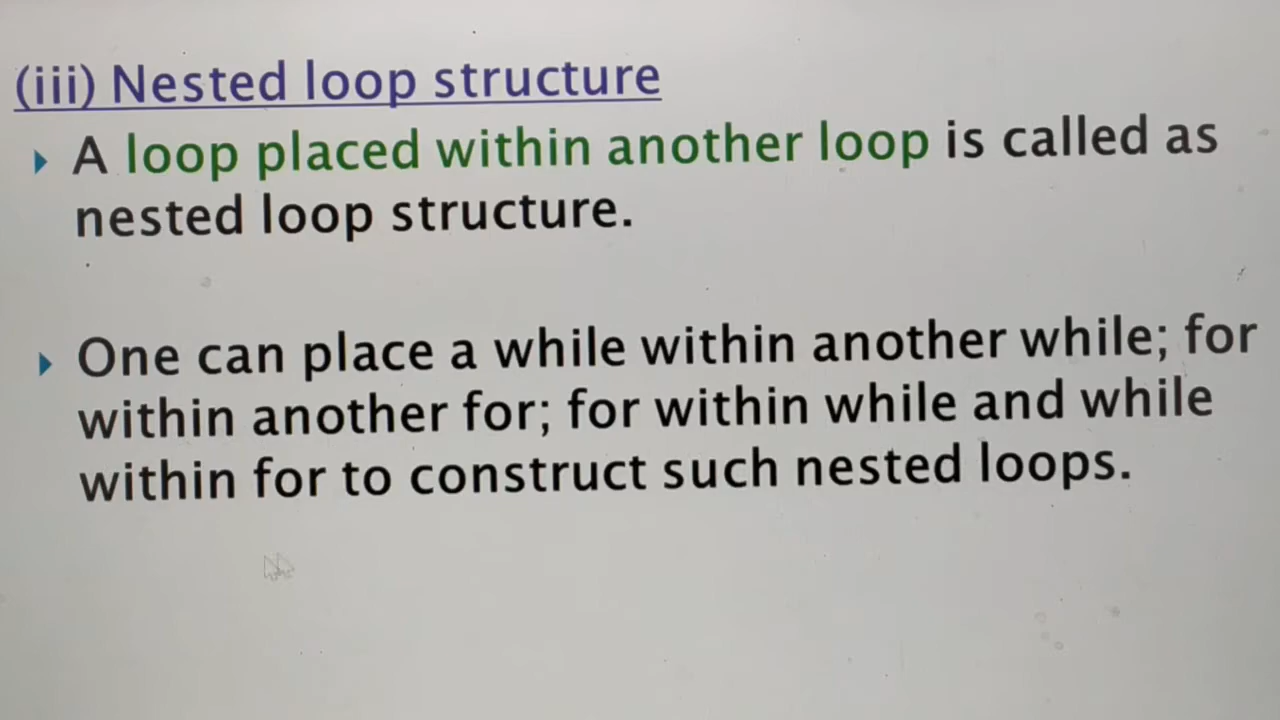 (iii) Nested loop structure
A loop placed within another loop is called as
nested loop structure.
One can place a while within another while; for
within another for; for within while and while
within for to construct such nested loops.